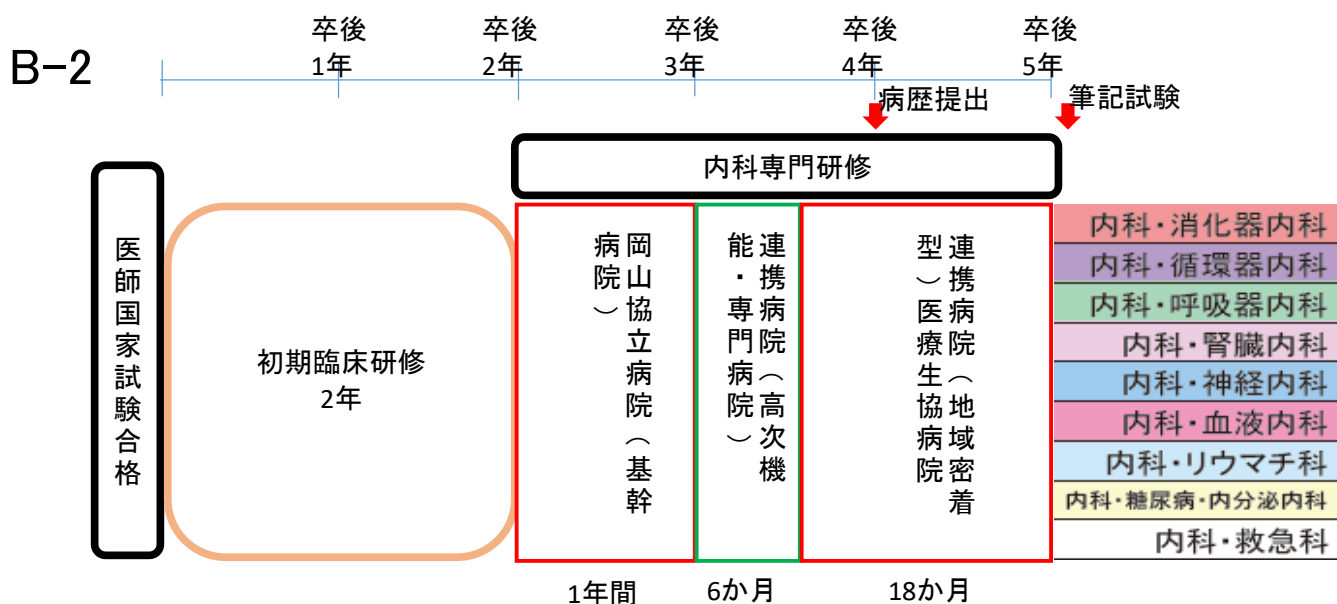 B-2
卒後
1年
卒後
2年
卒後
3年
卒後
4年
卒後
5年
病歴提出
筆記試験
内科専門研修
医師国家試験合格
初期臨床研修
2年
岡山協立病院（基幹
病院）
連携病院（高次機
能・専門病院）
連携病院（地域密着
型）医療生協病院
内科・消化器内科
内科・循環器内科
内科・呼吸器内科
内科・腎臓内科
内科・神経内科
内科・血液内科
内科・リウマチ科
内科・糖尿病・内分泌内科
内科・救急科
1年間
6か月
18か月